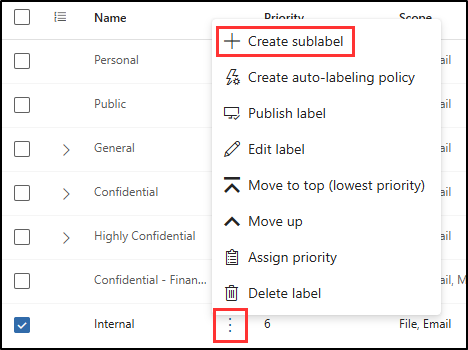 Name Priority Scope
Create sublabel
Personal
Create auto-labeling policy
Public
Publish label
General
Edit label
Confidential
Move to top (lowest priority)
Move up
Highly Confidential
Assign priority
Confidential - Finan...
Delete label
Internal 6 File, Email